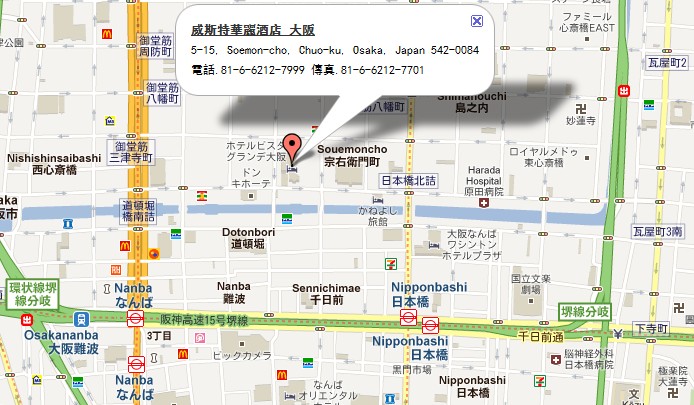 威斯特華麗酒店 大阪
5-15, Soemon-cho, Chuo-ku, Osaka, Japan 542-0084
電話.81-6-6212-7999 傳真.81-6-6212-7701
ファミール
心斎橋EAST
瓦屋町2
御堂筋
周防町
御堂筋
八幡町
筋八幡町
Shimanouchi
島之内
妙蓮寺
御堂筋
三津寺町
ホテルビスタ
グランデ大阪
Souemoncho
宗右衛門町
ロイヤルメドゥ
東心斎橋
Nishishinsaibashi
西心斎橋
ドン
キホーテ
日本橋北詰
Harada
Hospital
原田病院
道頓堀
橋南詰
かねよし
旅館
瓦屋町3南
Dotonbori
道頓堀
大阪なんば
ワシントン
ホテルプラザ
国立文楽
劇場
環状線堺
線分岐
Nanba
なんば
Nanba
難波
Sennichimae
千日前
Nipponbashi
日本橋
堺線分岐
阪神高速15号堺線
千日前通
下寺町
Osakananba
大阪難波
3丁目
ビックカメラ
Nipponbashi
日本橋
脳神経外科
日本橋病院
Nanba
なんば
なんば
オリエンタル
黒門市場
Nipponbashi
日本橋
極楽寺
大蓮寺